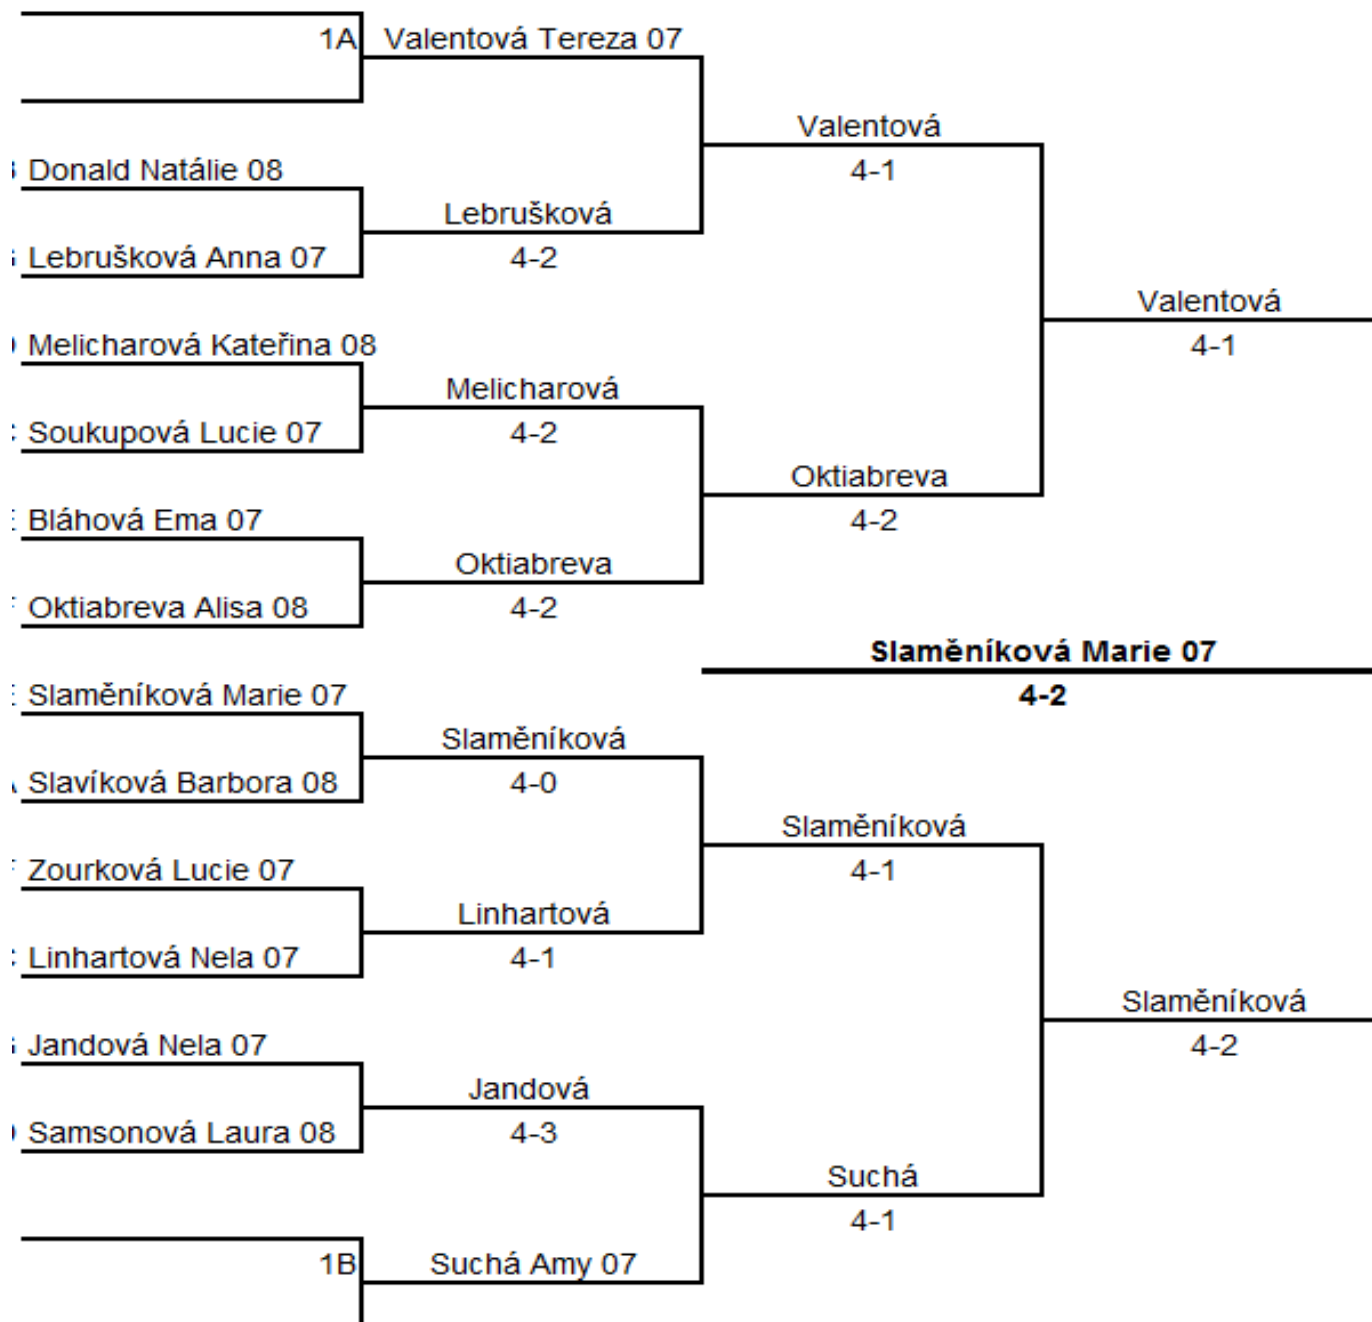 1A
Valentová Tereza 07
Valentová
4-1
Donald Natálie 08
Lebrušková
4-2
Lebrušková Anna 07
Valentová
4-1
Melicharová Kateřina 08
Melicharová
4-2
Soukupová Lucie 07
Oktiabreva
4-2
Bláhová Ema 07
Oktiabreva
4-2
Oktiabreva Alisa 08
Slaměníková Marie 07
4-2
Slaměníková Marie 07
Slaměníková
4-0
Slavíková Barbora 08
Slaměníková
4-1
Zourková Lucie 07
Linhartová
4-1
Linhartová Nela 07
Slaměníková
4-2
Jandová Nela 07
Jandová
4-3
Samsonová Laura 08
Suchá
4-1
1B
Suchá Amy 07